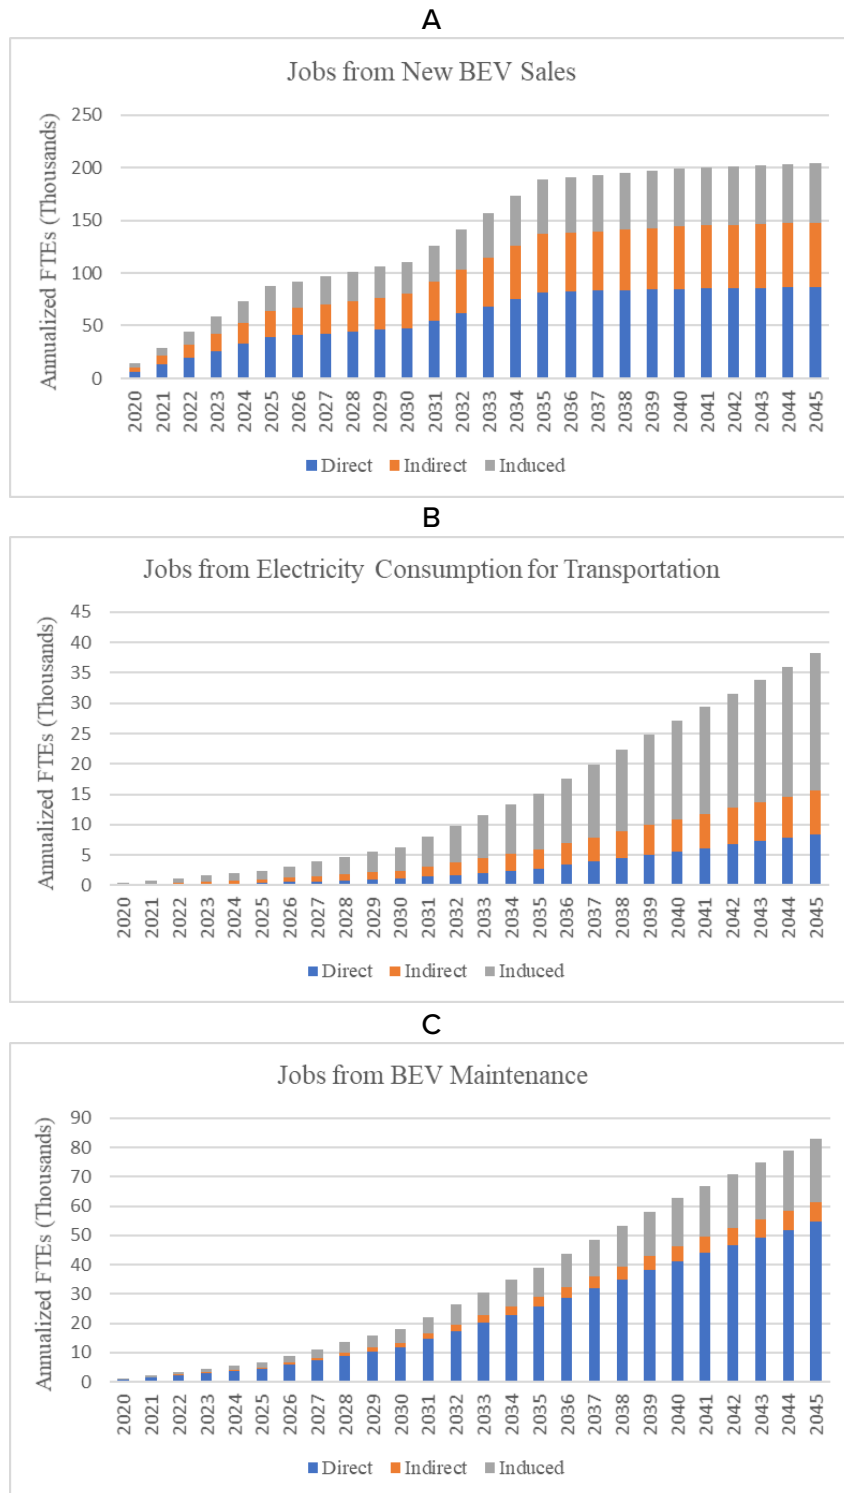 A
Jobs from New BEV Sales
Annualized FTEs (Thousands)
250
200
150
100
50
0
2020 2021 2022 2023 2024 2025 2026 2027 2028 2029 2030 2031 2032 2033 2034 2035 2036 2037 2038 2039 2040 2041 2042 2043 2044 2045
Direct Indirect Induced
B
Jobs from Electricity Consumption for Transportation
Annualized FTEs (Thousands)
45
40
35
30
25
20
15
10
5
0
2020 2021 2022 2023 2024 2025 2026 2027 2028 2029 2030 2031 2032 2033 2034 2035 2036 2037 2038 2039 2040 2041 2042 2043 2044 2045
Direct Indirect Induced
C
Jobs from BEV Maintenance
Annualized FTEs (Thousands)
90
80
70
60
50
40
30
20
10
0
2020 2021 2022 2023 2024 2025 2026 2027 2028 2029 2030 2031 2032 2033 2034 2035 2036 2037 2038 2039 2040 2041 2042 2043 2044 2045
Direct Indirect Induced